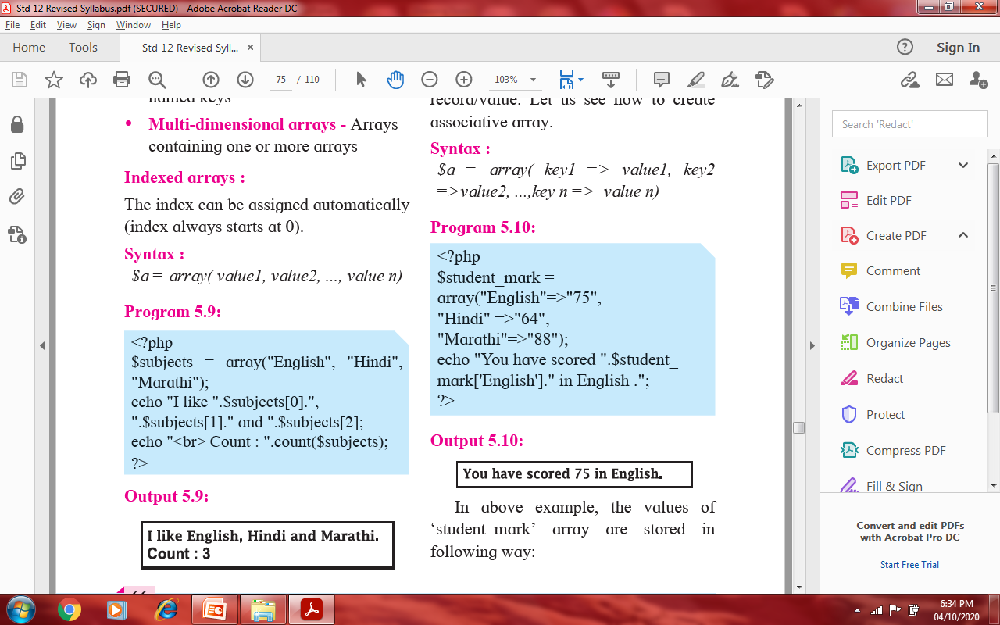 Std 12 Revised Syllabus.pdf (SECURED) - Adobe Acrobat Reader DC
File Edit View Sign Window Help
Home Tools Std 12 Revised Syll... × ? Sign In
75 / 110 103%
named keys
• Multi-dimensional arrays - Arrays
containing one or more arrays
Indexed arrays :
The index can be assigned automatically
(index always starts at 0).
Syntax :
$a = array( value1, value2, ..., value n)
Program 5.9:
<?php
$subjects = array("English", "Hindi",
"Marathi");
echo "I like ".$subjects[0].",
".$subjects[1]." and ".$subjects[2];
echo "<br> Count : ".count($subjects);
?>
Output 5.9:
I like English, Hindi and Marathi.
Count : 3
66
record/value. Let us see how to create
associative array.
Syntax :
$a = array( key1 => value1, key2
=>value2, ...,key n => value n)
Program 5.10:
<?php
$student_mark =
array("English"=>"75",
"Hindi" =>"64",
"Marathi"=>"88");
echo "You have scored ".$student_
mark['English']." in English .";
?>
Output 5.10:
You have scored 75 in English.
In above example, the values of
‘student_mark’ array are stored in
following way:
Search 'Redact'
Export PDF
Edit PDF
Create PDF
Comment
Combine Files
Organize Pages
Redact
Protect
Compress PDF
Fill & Sign
Convert and edit PDFs
with Acrobat Pro DC
Start Free Trial
6:34 PM
04/10/2020